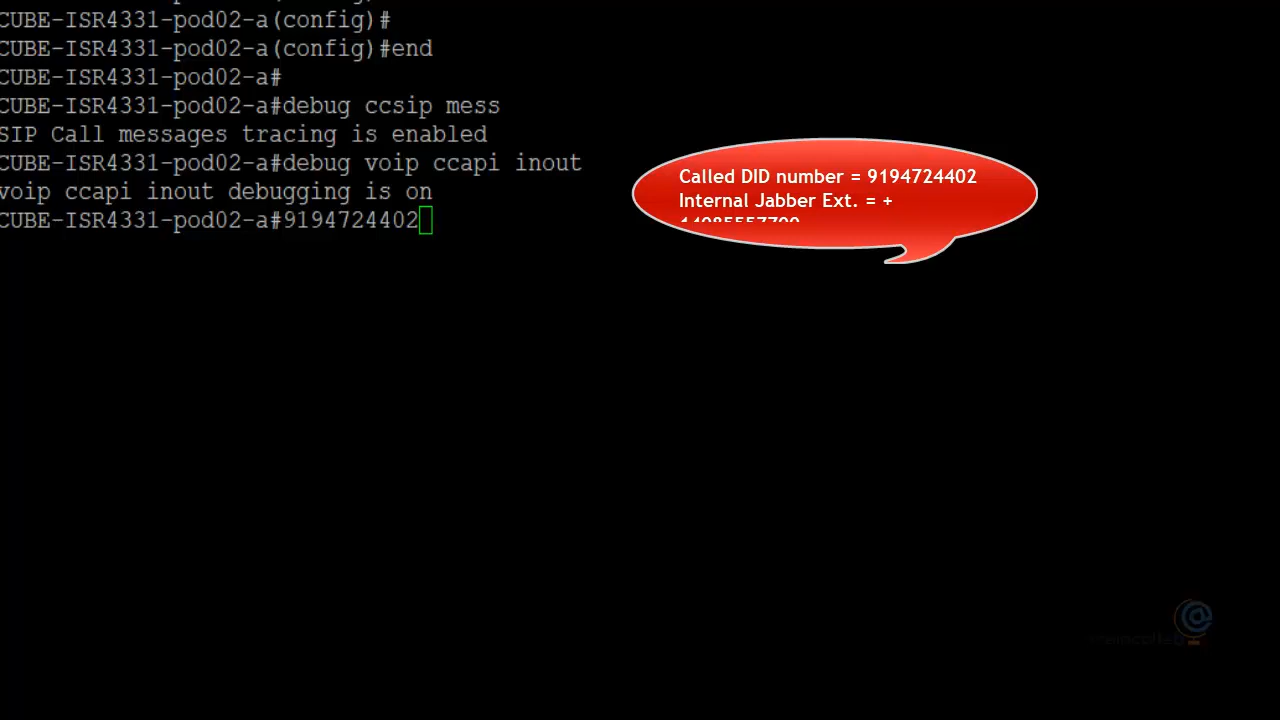 CUBE-ISR4331-pod02-a(config)#
CUBE-ISR4331-pod02-a(config)#end
CUBE-ISR4331-pod02-a#
CUBE-ISR4331-pod02-a#debug ccsip mess
SIP Call messages tracing is enabled
CUBE-ISR4331-pod02-a#debug voip ccapi inout
voip ccapi inout debugging is on
CUBE-ISR4331-pod02-a#9194724402
Called DID number = 9194724402
Internal Jabber Ext. = +